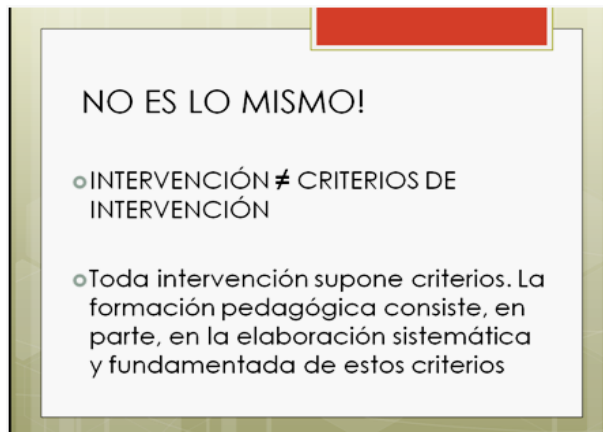 NO ES LO MISMO!
INTERVENCIÓN ≠ CRITERIOS DE
INTERVENCIÓN
Toda intervención supone criterios. La
formación pedagógica consiste, en
parte, en la elaboración sistemática
y fundamentada de estos criterios